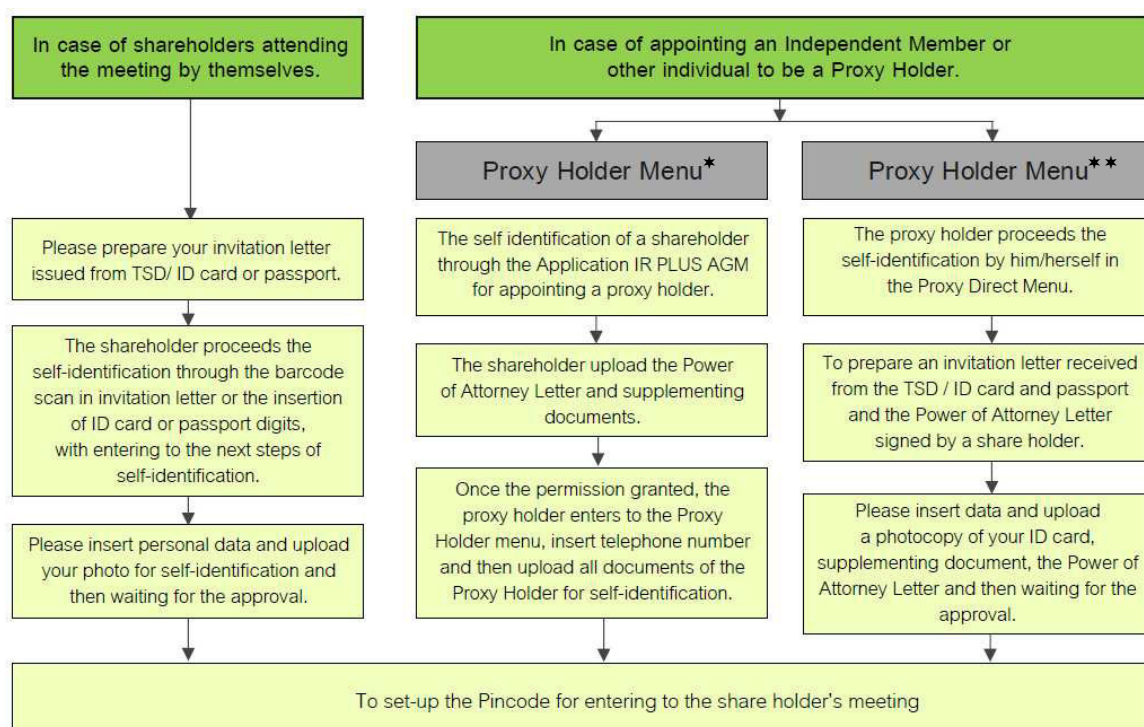 In case of shareholders attending
the meeting by themselves.
In case of appointing an Independent Member or
other individual to be a Proxy Holder.
Proxy Holder Menu*
Proxy Holder Menu**
Please prepare your invitation letter
issued from TSD/ ID card or passport.
The shareholder proceeds the
self-identification through the barcode
scan in invitation letter or the insertion
of ID card or passport digits,
with entering to the next steps of
self-identification.
Please insert personal data and upload
your photo for self-identification and
then waiting for the approval.
The self identification of a shareholder
through the Application IR PLUS AGM
for appointing a proxy holder.
The shareholder upload the Power
of Attorney Letter and supplementing
documents.
Once the permission granted, the
proxy holder enters to the Proxy
Holder menu, insert telephone number
and then upload all documents of the
Proxy Holder for self-identification.
The proxy holder proceeds the
self-identification by him/herself in
the Proxy Direct Menu.
To prepare an invitation letter received
from the TSD / ID card and passport
and the Power of Attorney Letter
signed by a share holder.
Please insert data and upload
a photocopy of your ID card,
supplementing document, the Power of
Attorney Letter and then waiting for the
approval.
To set-up the Pincode for entering to the share holder's meeting